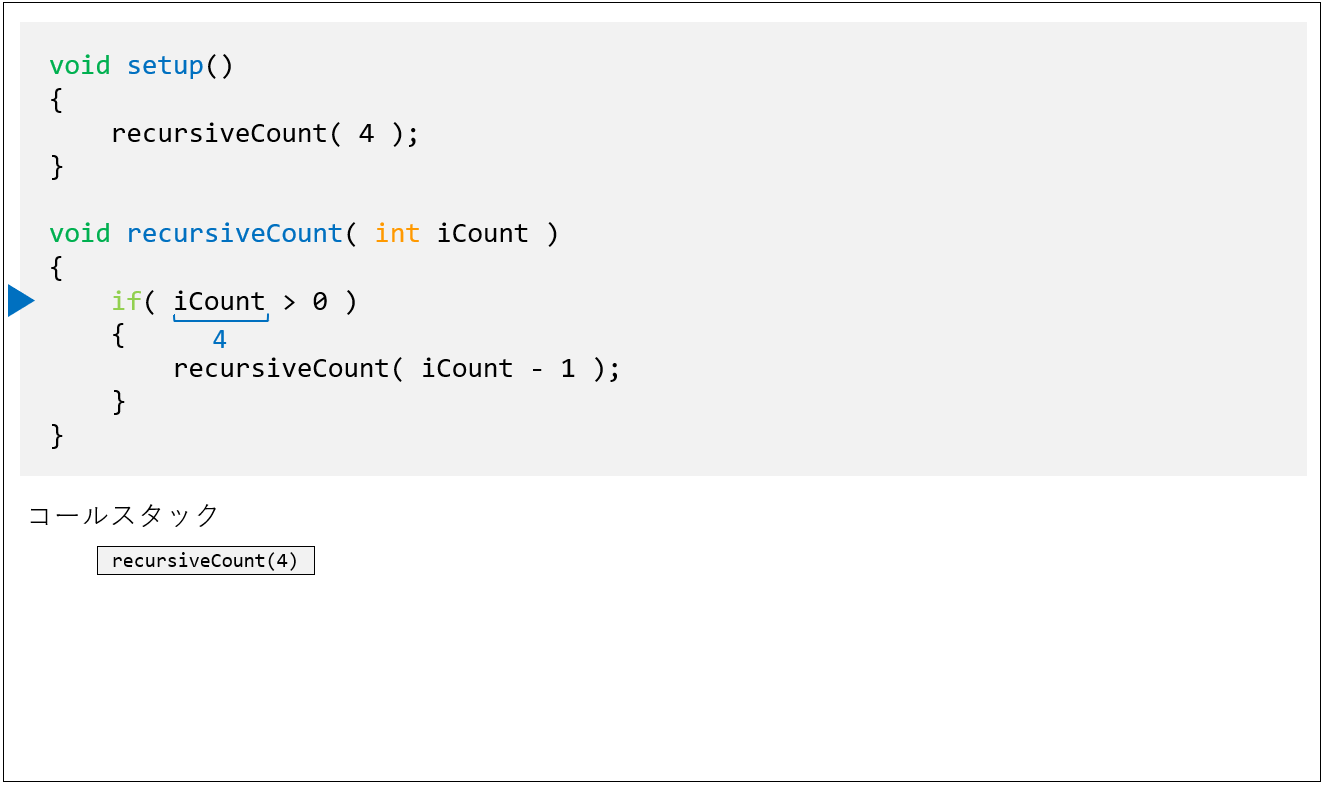 void setup()
{
    recursiveCount( 4 );
}
void recursiveCount( int iCount )
{
    if( iCount > 0 )
    {
4
        recursiveCount( iCount - 1 );
    }
}
コールスタック
recursiveCount(4)